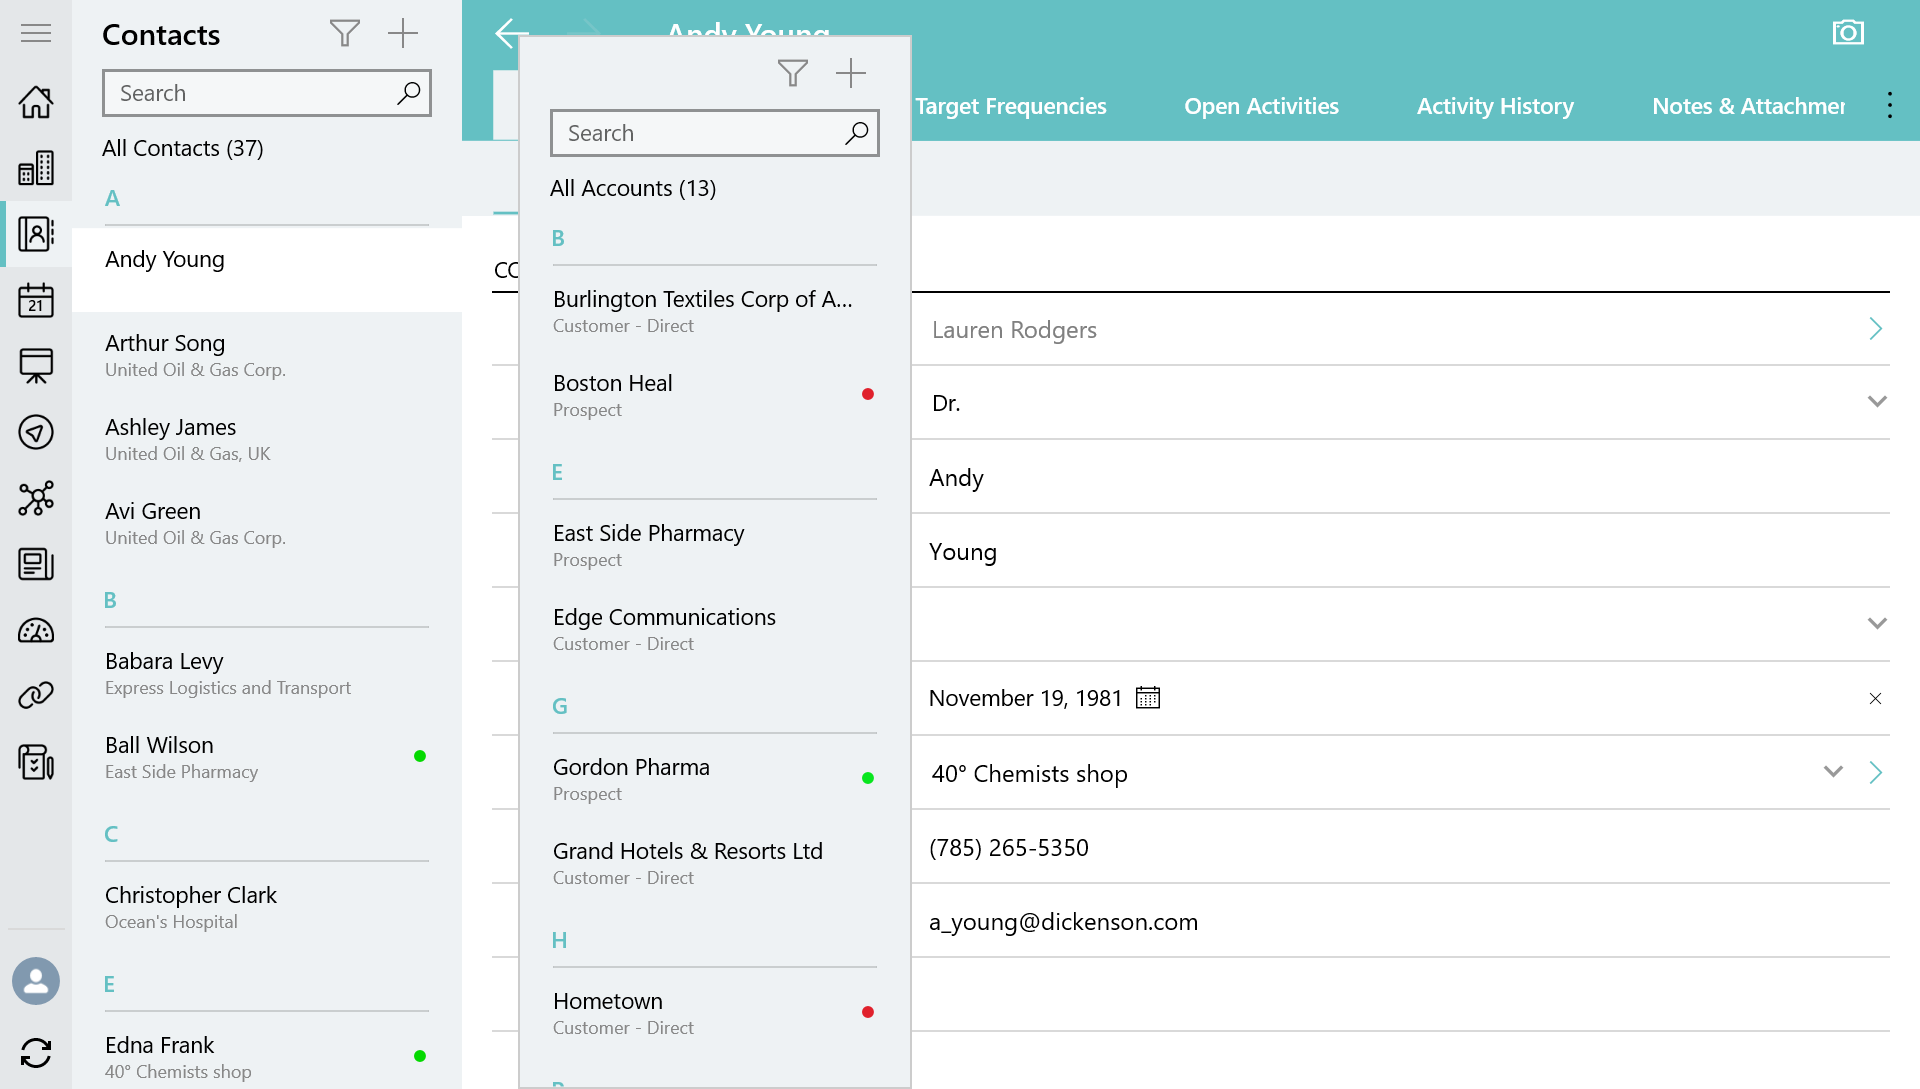 Contacts
Search
All Contacts (37)
A
Andy Young
Arthur Song
United Oil & Gas Corp.
Ashley James
United Oil & Gas, UK
Avi Green
United Oil & Gas Corp.
B
Babara Levy
Express Logistics and Transport
Ball Wilson
East Side Pharmacy
C
Christopher Clark
Ocean's Hospital
E
Edna Frank
40° Chemists shop
21
Search
All Accounts (13)
B
Burlington Textiles Corp of A...
Customer - Direct
Boston Heal
Prospect
E
East Side Pharmacy
Prospect
Edge Communications
Customer - Direct
G
Gordon Pharma
Prospect
Grand Hotels & Resorts Ltd
Customer - Direct
H
Hometown
Customer - Direct
Andy Young
Target Frequencies
Open Activities
Activity History
Notes & Attachmen
CO
Lauren Rodgers
Dr.
Andy
Young
November 19, 1981
40° Chemists shop
(785) 265-5350
a_young@dickenson.com